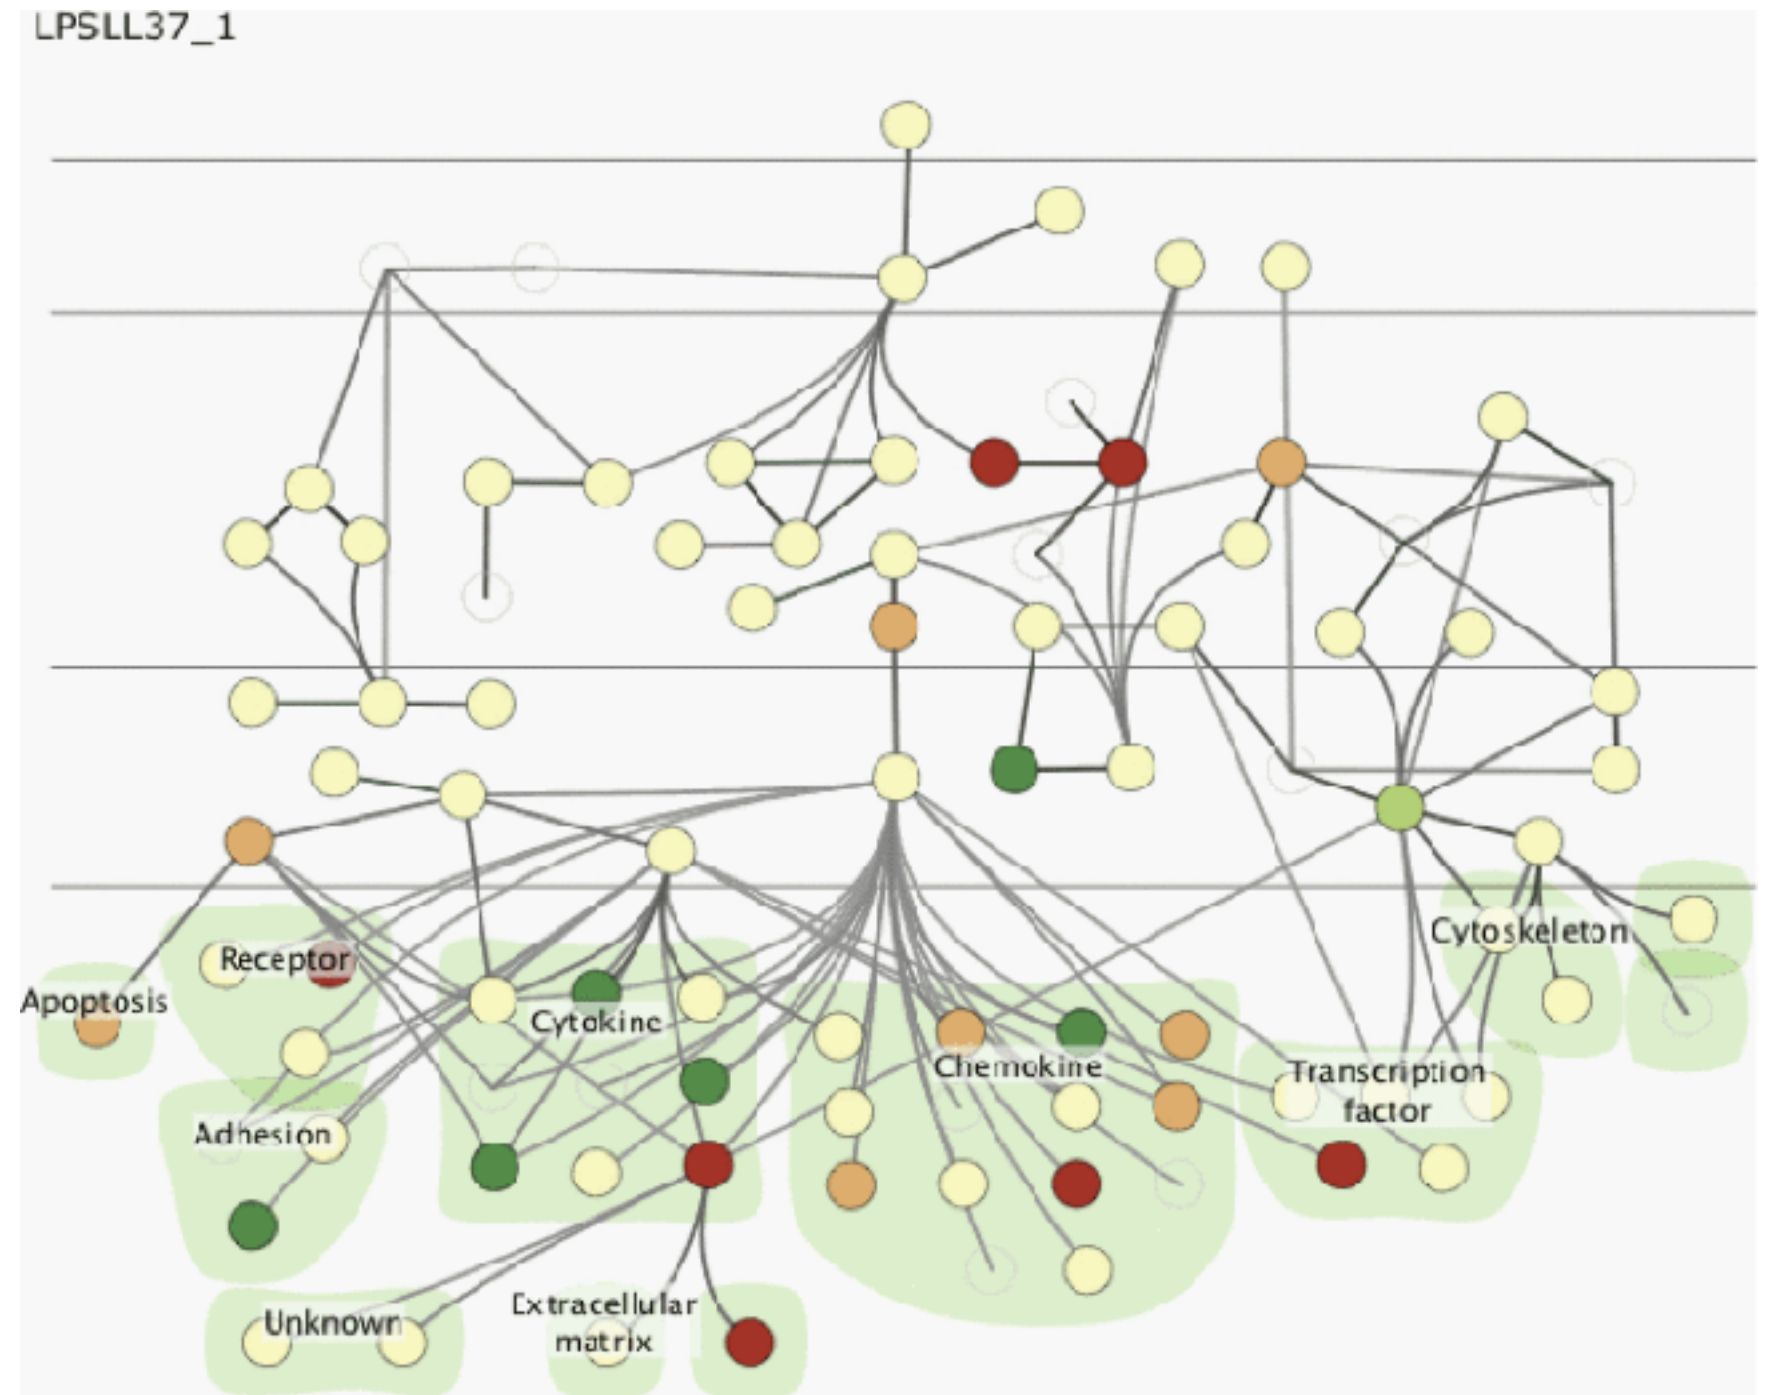 LPSLL37_1
Cytoskeleton
Receptor
Apoptosis
Cytokine
Chemokine
Transcription
factor
Adhesion
Unknown
Extracellular
matrix